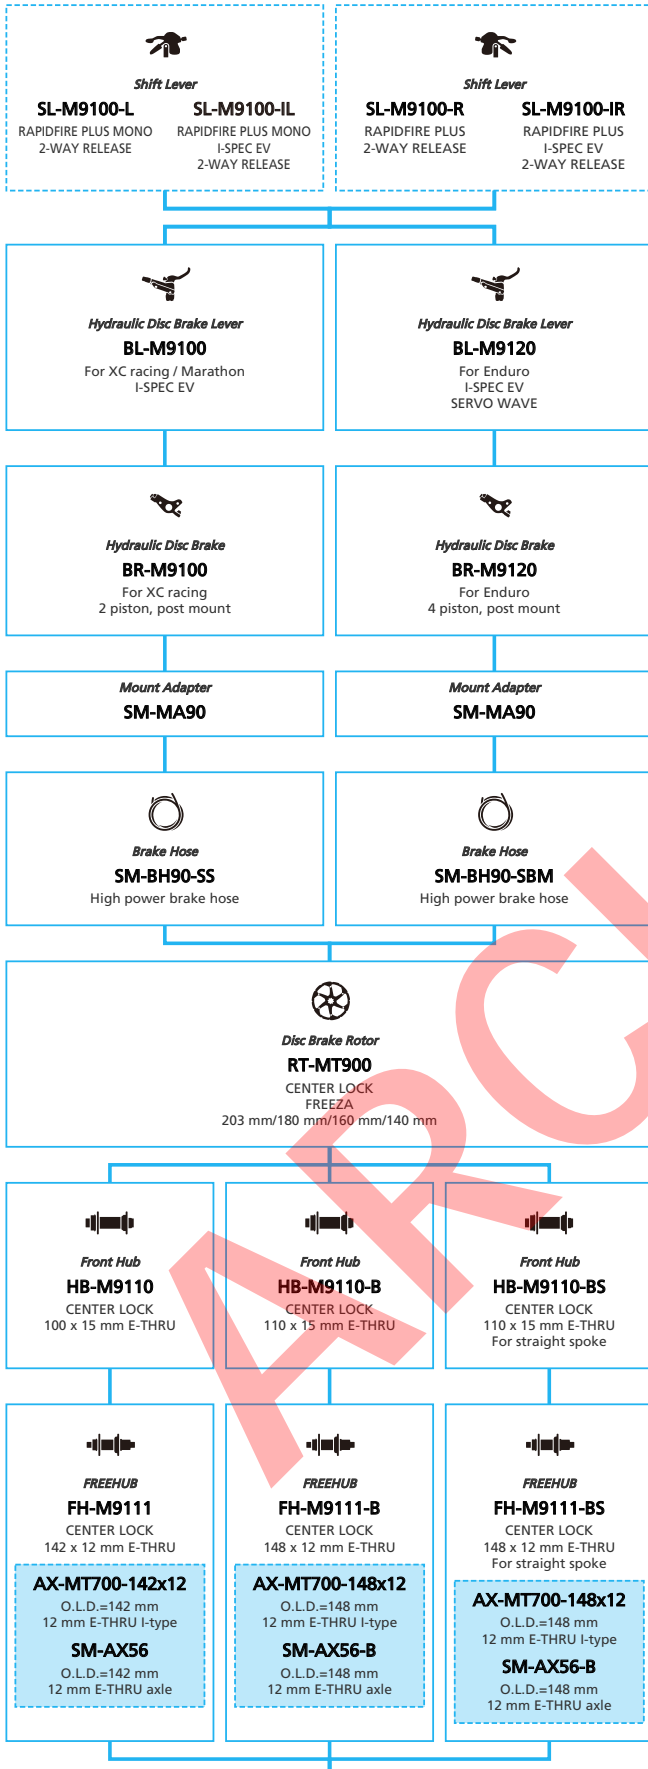 Shift Lever
SL-M9100-L
RAPIDFIRE PLUS MONO
2-WAY RELEASE
SL-M9100-IL
RAPIDFIRE PLUS MONO
I-SPEC EV
2-WAY RELEASE
Shift Lever
SL-M9100-R
RAPIDFIRE PLUS
2-WAY RELEASE
SL-M9100-IR
RAPIDFIRE PLUS
I-SPEC EV
2-WAY RELEASE
Hydraulic Disc Brake Lever
BL-M9100
For XC racing / Marathon
I-SPEC EV
Hydraulic Disc Brake Lever
BL-M9120
For Enduro
I-SPEC EV
SERVO WAVE
Hydraulic Disc Brake
BR-M9100
For XC racing
2 piston, post mount
Hydraulic Disc Brake
BR-M9120
For Enduro
4 piston, post mount
Mount Adapter
SM-MA90
Mount Adapter
SM-MA90
Brake Hose
SM-BH90-SS
High power brake hose
Brake Hose
SM-BH90-SBM
High power brake hose
Disc Brake Rotor
RT-MT900
CENTER LOCK
FREEZA
203 mm/180 mm/160 mm/140 mm
Front Hub
HB-M9110
CENTER LOCK
100 x 15 mm E-THRU
Front Hub
HB-M9110-B
CENTER LOCK
110 x 15 mm E-THRU
Front Hub
HB-M9110-BS
CENTER LOCK
110 x 15 mm E-THRU
For straight spoke
FREEHUB
FH-M9111
CENTER LOCK
142 x 12 mm E-THRU
AX-MT700-142x12
O.L.D.=142 mm
12 mm E-THRU I-type
SM-AX56
O.L.D.=142 mm
12 mm E-THRU axle
FREEHUB
FH-M9111-B
CENTER LOCK
148 x 12 mm E-THRU
AX-MT700-148x12
O.L.D.=148 mm
12 mm E-THRU I-type
SM-AX56-B
O.L.D.=148 mm
12 mm E-THRU axle
FREEHUB
FH-M9111-BS
CENTER LOCK
148 x 12 mm E-THRU
For straight spoke
AX-MT700-148x12
O.L.D.=148 mm
12 mm E-THRU I-type
SM-AX56-B
O.L.D.=148 mm
12 mm E-THRU axle